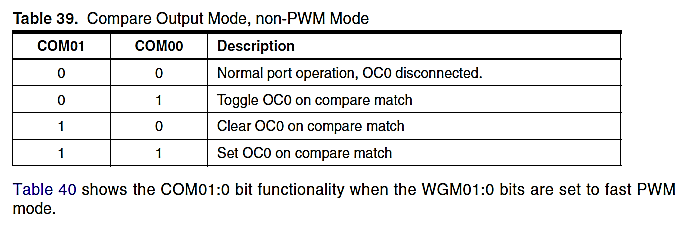 Table 39. Compare Output Mode, non-PWM Mode
COM01 COM00 Description
0 0 Normal port operation, OC0 disconnected.
0 1 Toggle OC0 on compare match
1 0 Clear OC0 on compare match
1 1 Set OC0 on compare match
Table 40 shows the COM01:0 bit functionality when the WGM01:0 bits are set to fast PWM
mode.